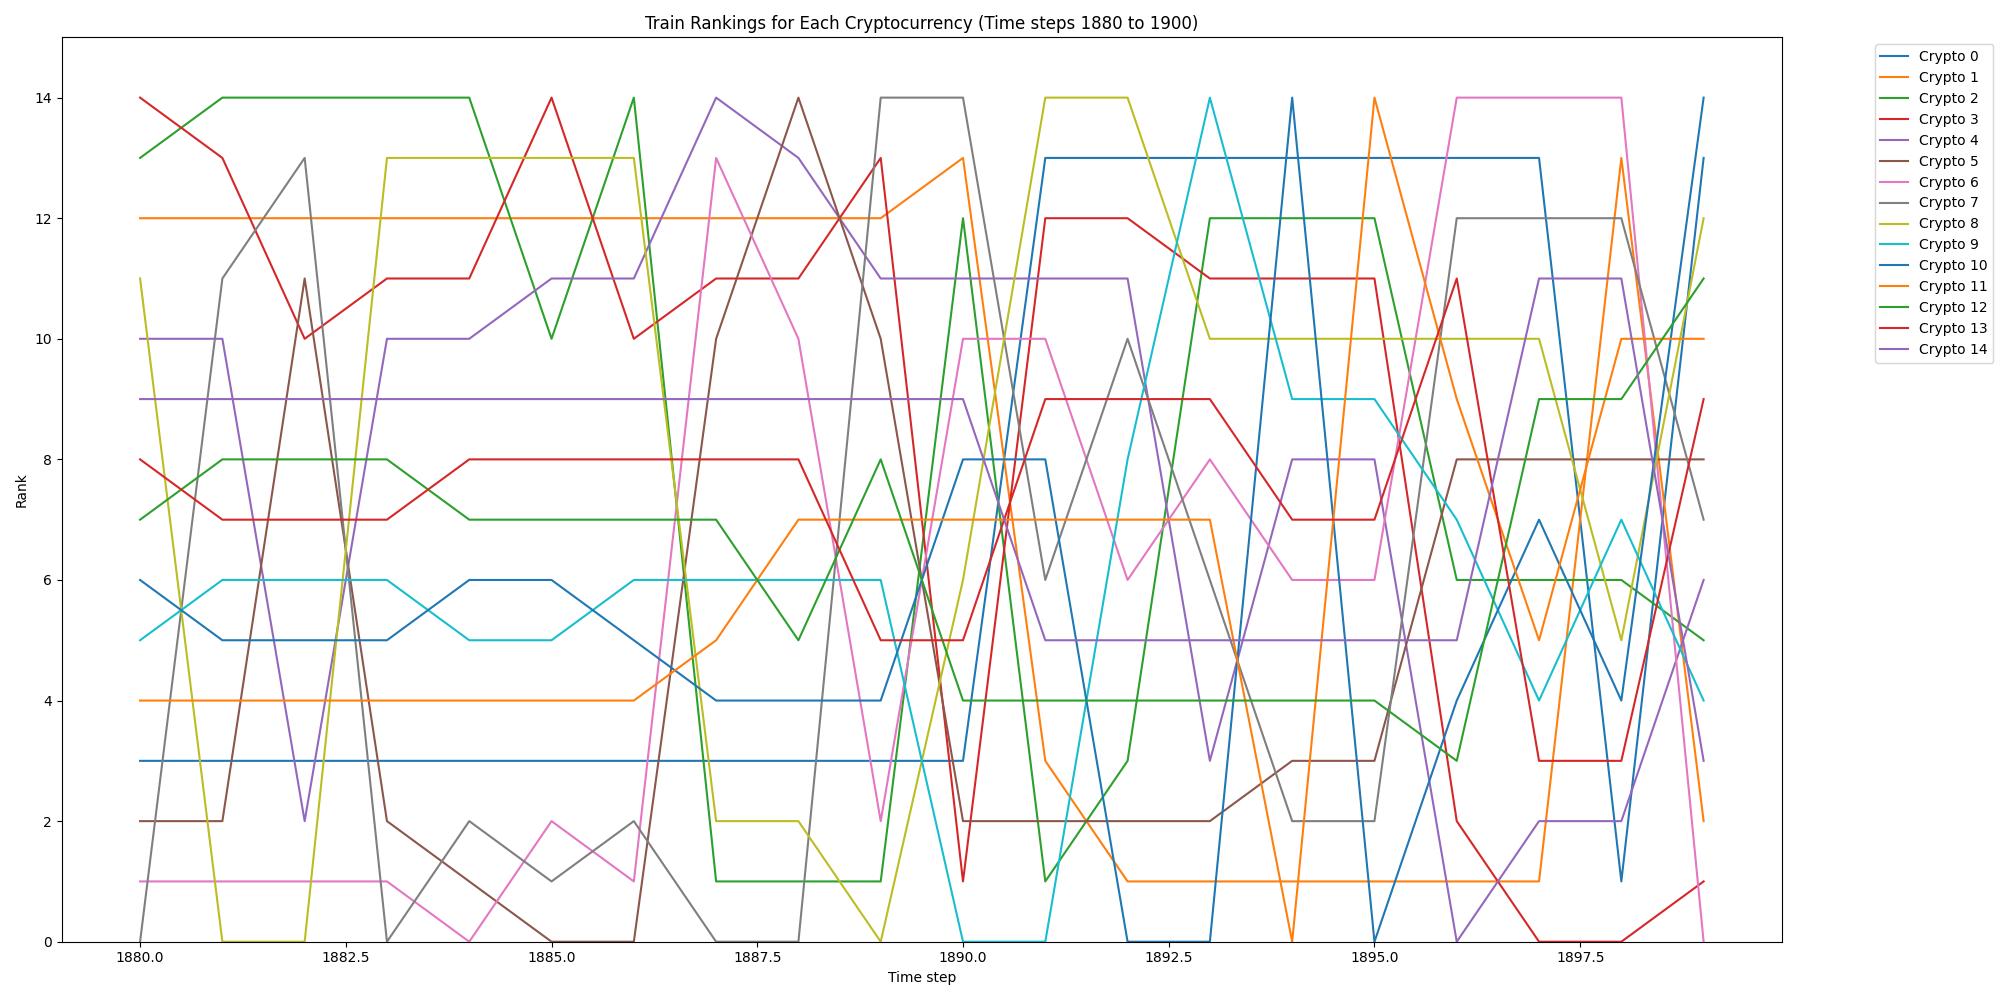 Train Rankings for Each Cryptocurrency (Time steps 1880 to 1900)
Rank
14
12
10
8
6
4
2
0
1880.0 1882.5 1885.0 1887.5 1890.0 1892.5 1895.0 1897.5
Time step
Crypto 0
Crypto 1
Crypto 2
Crypto 3
Crypto 4
Crypto 5
Crypto 6
Crypto 7
Crypto 8
Crypto 9
Crypto 10
Crypto 11
Crypto 12
Crypto 13
Crypto 14